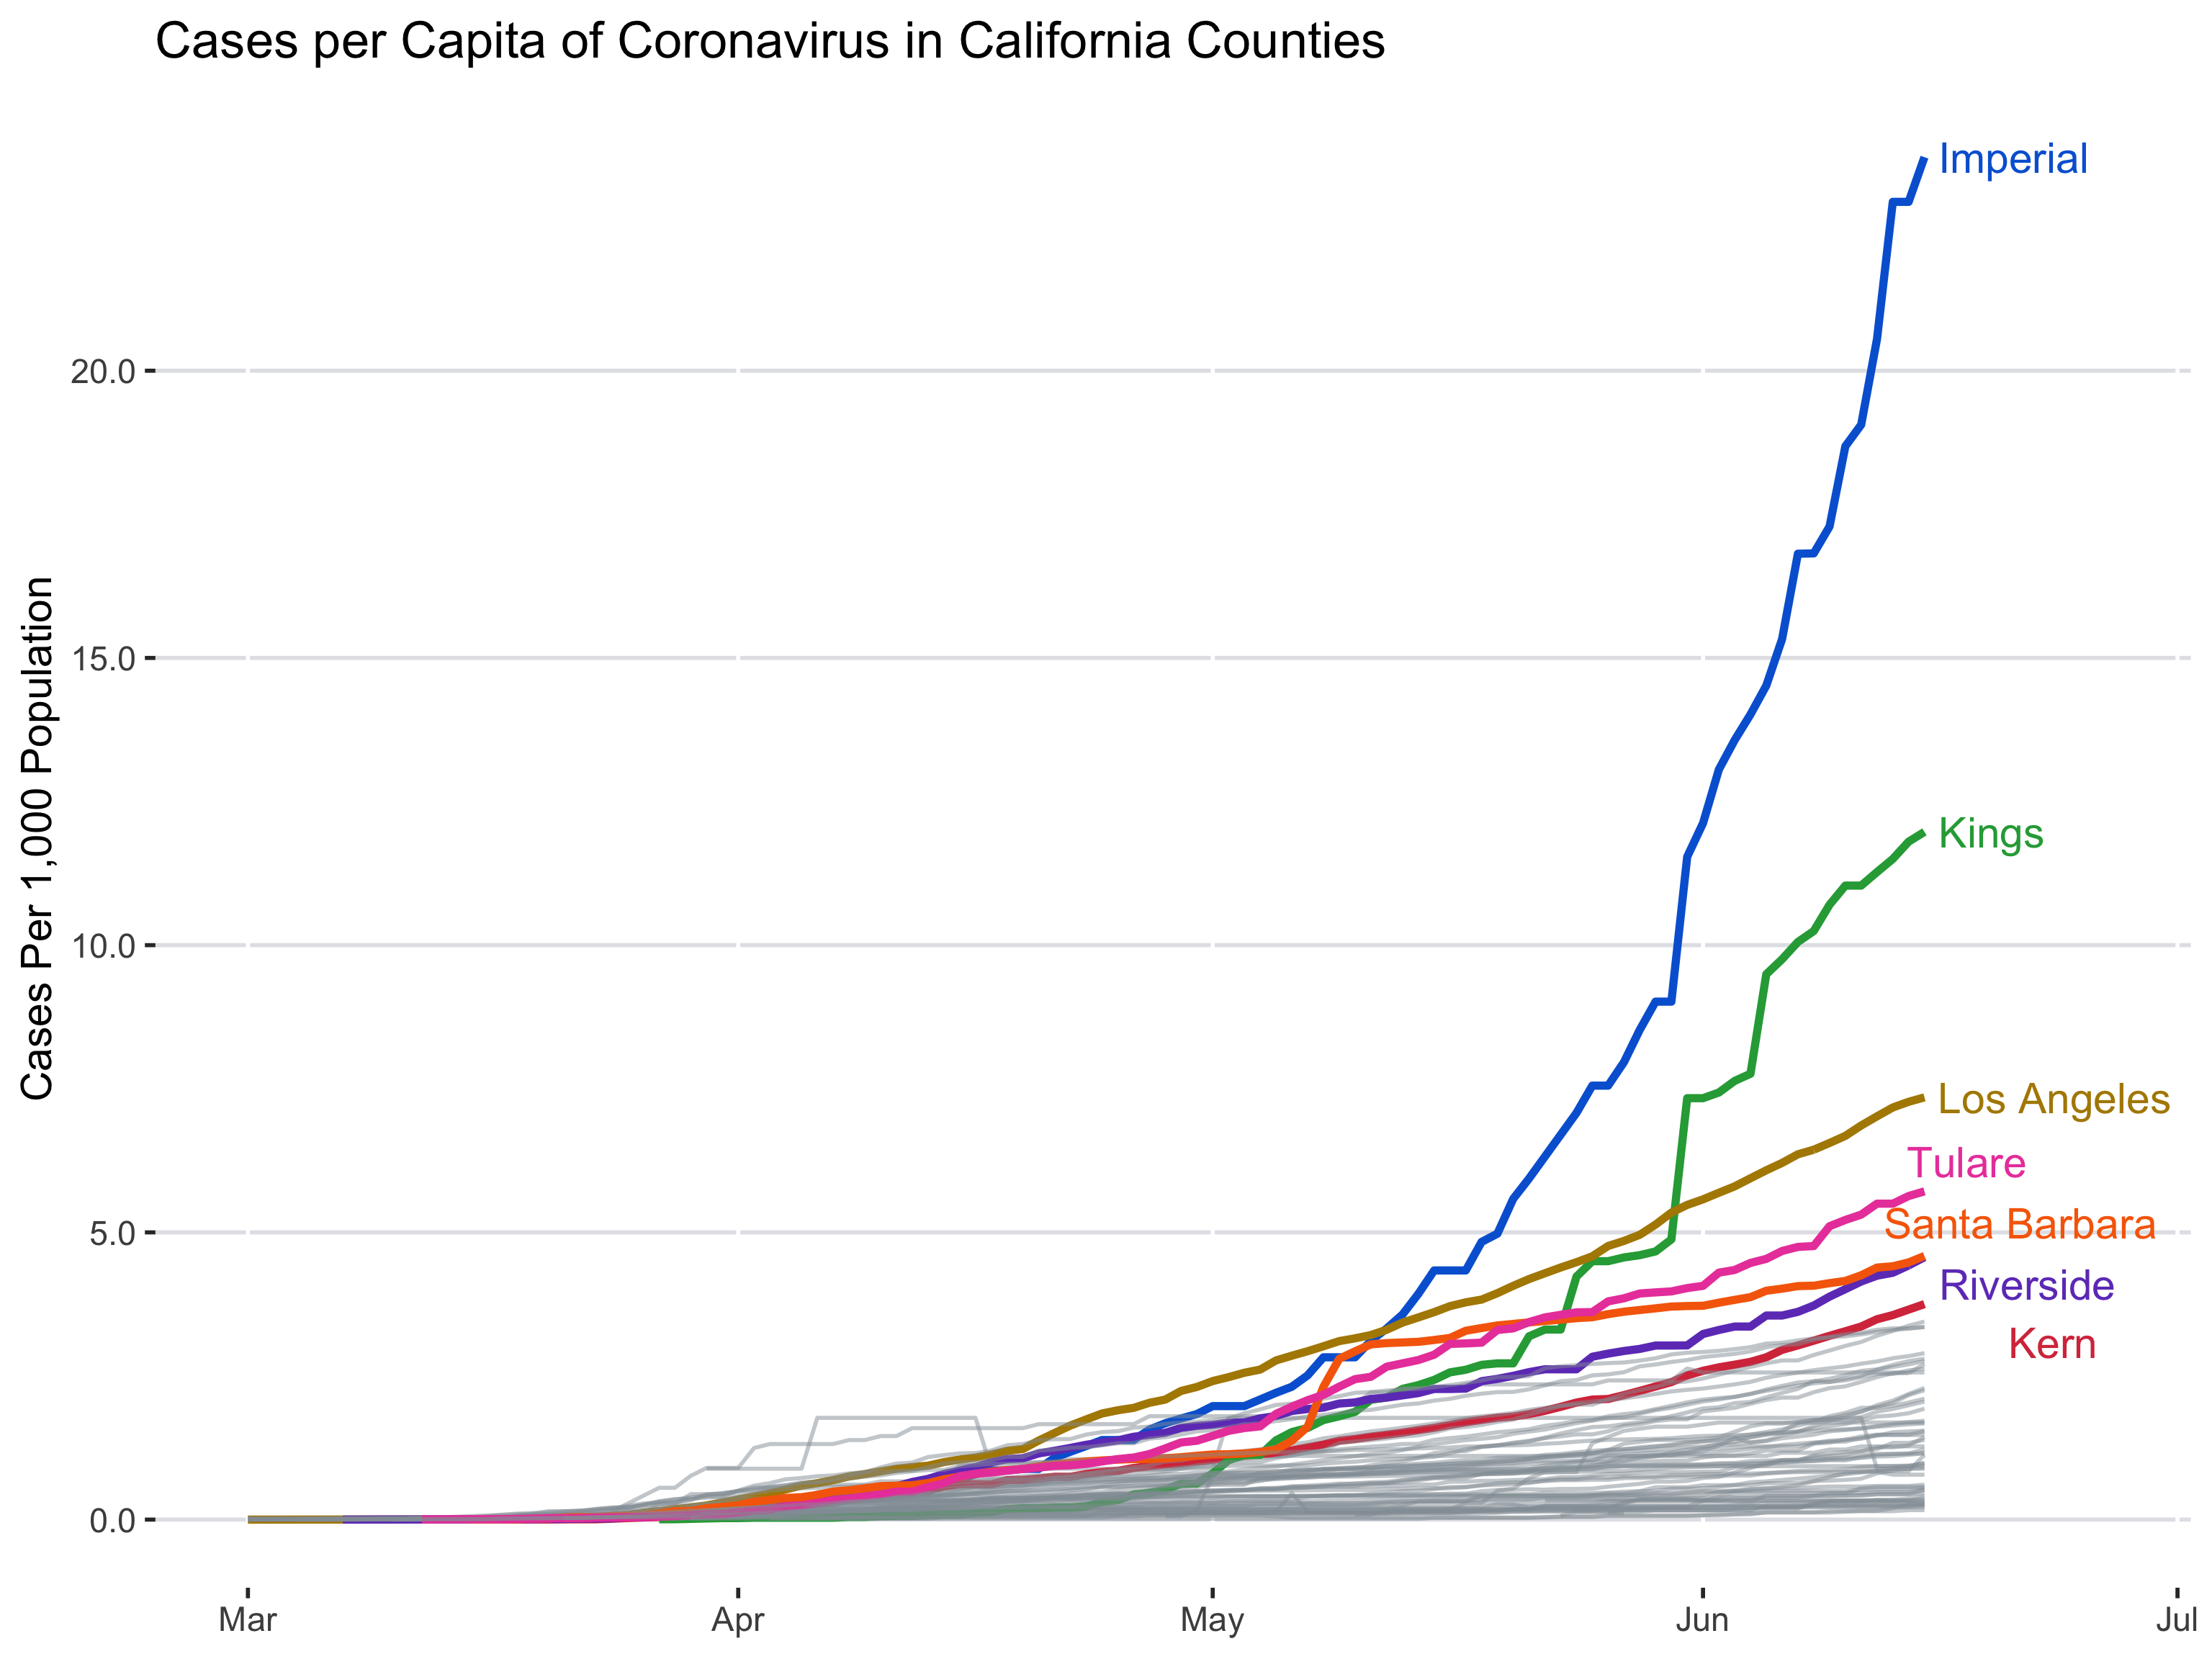 Cases per Capita of Coronavirus in California Counties
Cases Per 1,000 Population
20.0
15.0
10.0
5.0
0.0
Imperial
Kings
Los Angeles
Tulare
Santa Barbara
Riverside
Kern
Mar
Apr
May
Jun
Jul